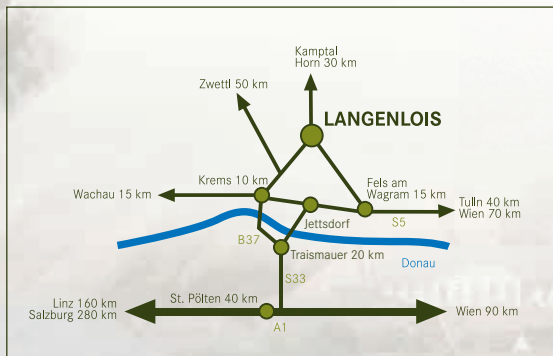 Kamptal
Horn 30 km
Zwettl 50 km
LANGENLOIS
Krems 10 km
Fels am
Wagram 15 km
Wachau 15 km
Tulln 40 km
Wien 70 km
Jettsdorf
S5
B37
Traismauer 20 km
Donau
S33
Linz 160 km
Salzburg 280 km
St. Pölten 40 km
Wien 90 km
A1